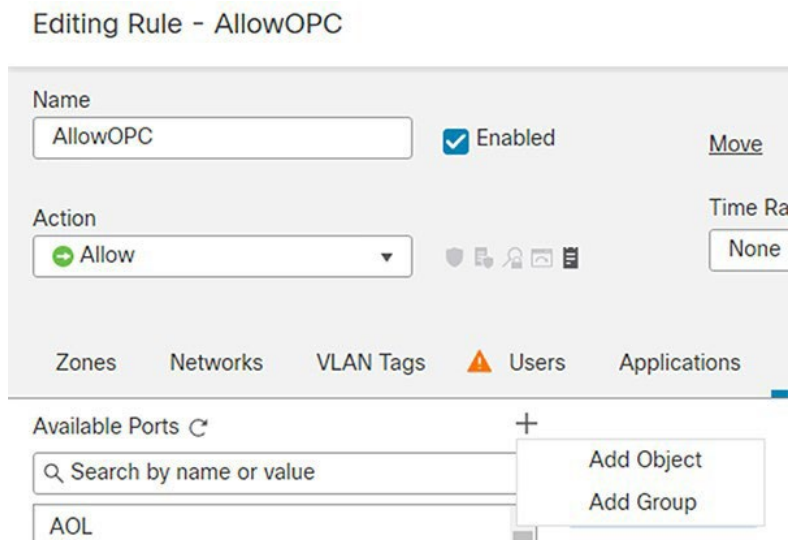 Editing Rule - AllowOPC
Name
AllowOPC
Enabled
Move
Action
Time Ra
Allow
None
Zones Networks VLAN Tags Users Applications
Available Ports
Add Object
Search by name or value
Add Group
AOL